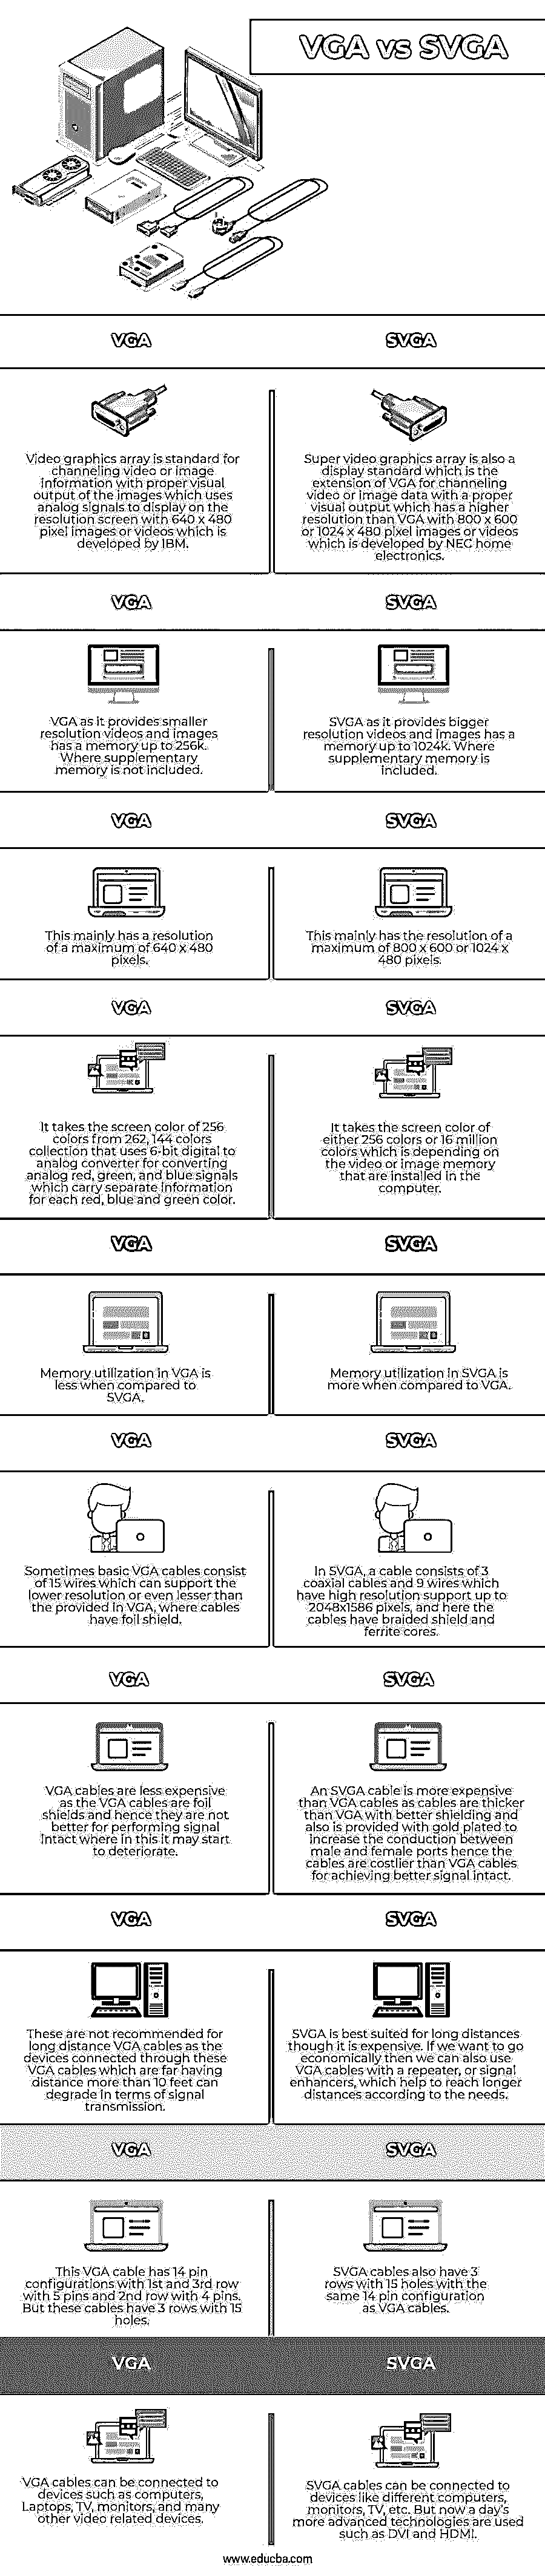 VGA vs SVGA
VGA
SVGA
Video graphics array is standard for
channeling video or image
information with proper visual
output of the images which uses
analog signals to display on the
resolution screen with 640 x 480
pixel images or videos which is
developed by IBM.
Super video graphics array is also a
display standard which is the
extension of VGA for channeling
video or image data with a proper
visual output which has a higher
resolution than VGA with 800 x 600
or 1024 x 480 pixel images or videos
which is developed by NEC home
electronics.
VGA
SVGA
VGA as it provides smaller
resolution videos and images
has a memory up to 256k.
Where supplementary
memory is not included.
SVGA as it provides bigger
resolution videos and images has a
memory up to 1024k. Where
supplementary memory is
included.
VGA
SVGA
This mainly has a resolution
of a maximum of 640 x 480
pixels.
This mainly has the resolution of a
maximum of 800 x 600 or 1024 x
480 pixels.
VGA
SVGA
It takes the screen color of 256
colors from 262,144 colors
collection that uses 6-bit digital to
analog converter for converting
analog red, green, and blue signals
which carry separate information
for each red, blue and green color.
It takes the screen color of
either 256 colors or 16 million
colors which is depending on
the video or image memory
that are installed in the
computer.
VGA
SVGA
Memory utilization in VGA is
less when compared to
SVGA.
Memory utilization in SVGA is
more when compared to VGA.
VGA
SVGA
Sometimes basic VGA cables consist
of 15 wires which can support the
lower resolution or even lesser than
the provided in VGA, where cables
have foil shield.
In SVGA, a cable consists of 3
coaxial cables and 9 wires which
have high resolution support up to
2048x1586 pixels, and here the
cables have braided shield and
ferrite cores.
VGA
SVGA
VGA cables are less expensive
as the VGA cables are foil
shields and hence they are not
better for performing signal
intact where in this it may start
to deteriorate.
An SVGA cable is more expensive
than VGA cables as cables are thicker
than VGA with better shielding and
also is provided with gold plated to
increase the conduction between
male and female ports hence the
cables are costlier than VGA cables
for achieving better signal intact.
VGA
SVGA
These are not recommended for
long distance VGA cables as the
devices connected through these
VGA cables which are far having
distance more than 10 feet can
degrade in terms of signal
transmission.
SVGA is best suited for long distances
though it is expensive. If we want to go
economically then we can also use
VGA cables with a repeater, or signal
enhancers, which help to reach longer
distances according to the needs.
VGA
SVGA
This VGA cable has 14 pin
configurations with 1st and 3rd row
with 5 pins and 2nd row with 4 pins.
But these cables have 3 rows with 15
holes.
SVGA cables also have 3
rows with 15 holes with the
same 14 pin configuration
as VGA cables.
VGA
SVGA
VGA cables can be connected to
devices such as computers,
Laptops, TV, monitors, and many
other video related devices.
SVGA cables can be connected to
devices like different computers,
monitors, TV, etc. But now a day's
more advanced technologies are used
such as DVI and HDMI.
www.educba.com